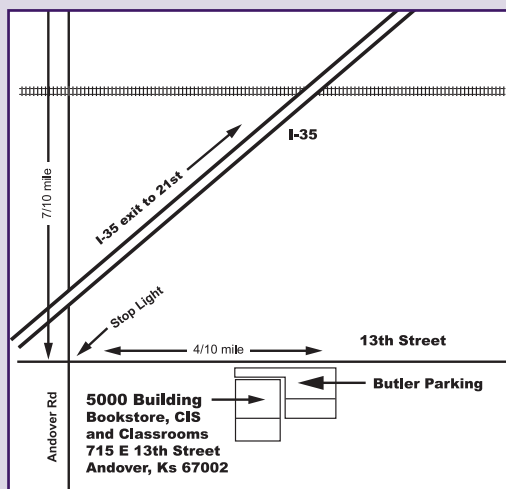 I-35
I-35 exit to 21st
7/10 mile
Stop Light
4/10 mile
13th Street
Butler Parking
Andover Rd
5000 Building
Bookstore, CIS
and Classrooms
715 E 13th Street
Andover, Ks 67002